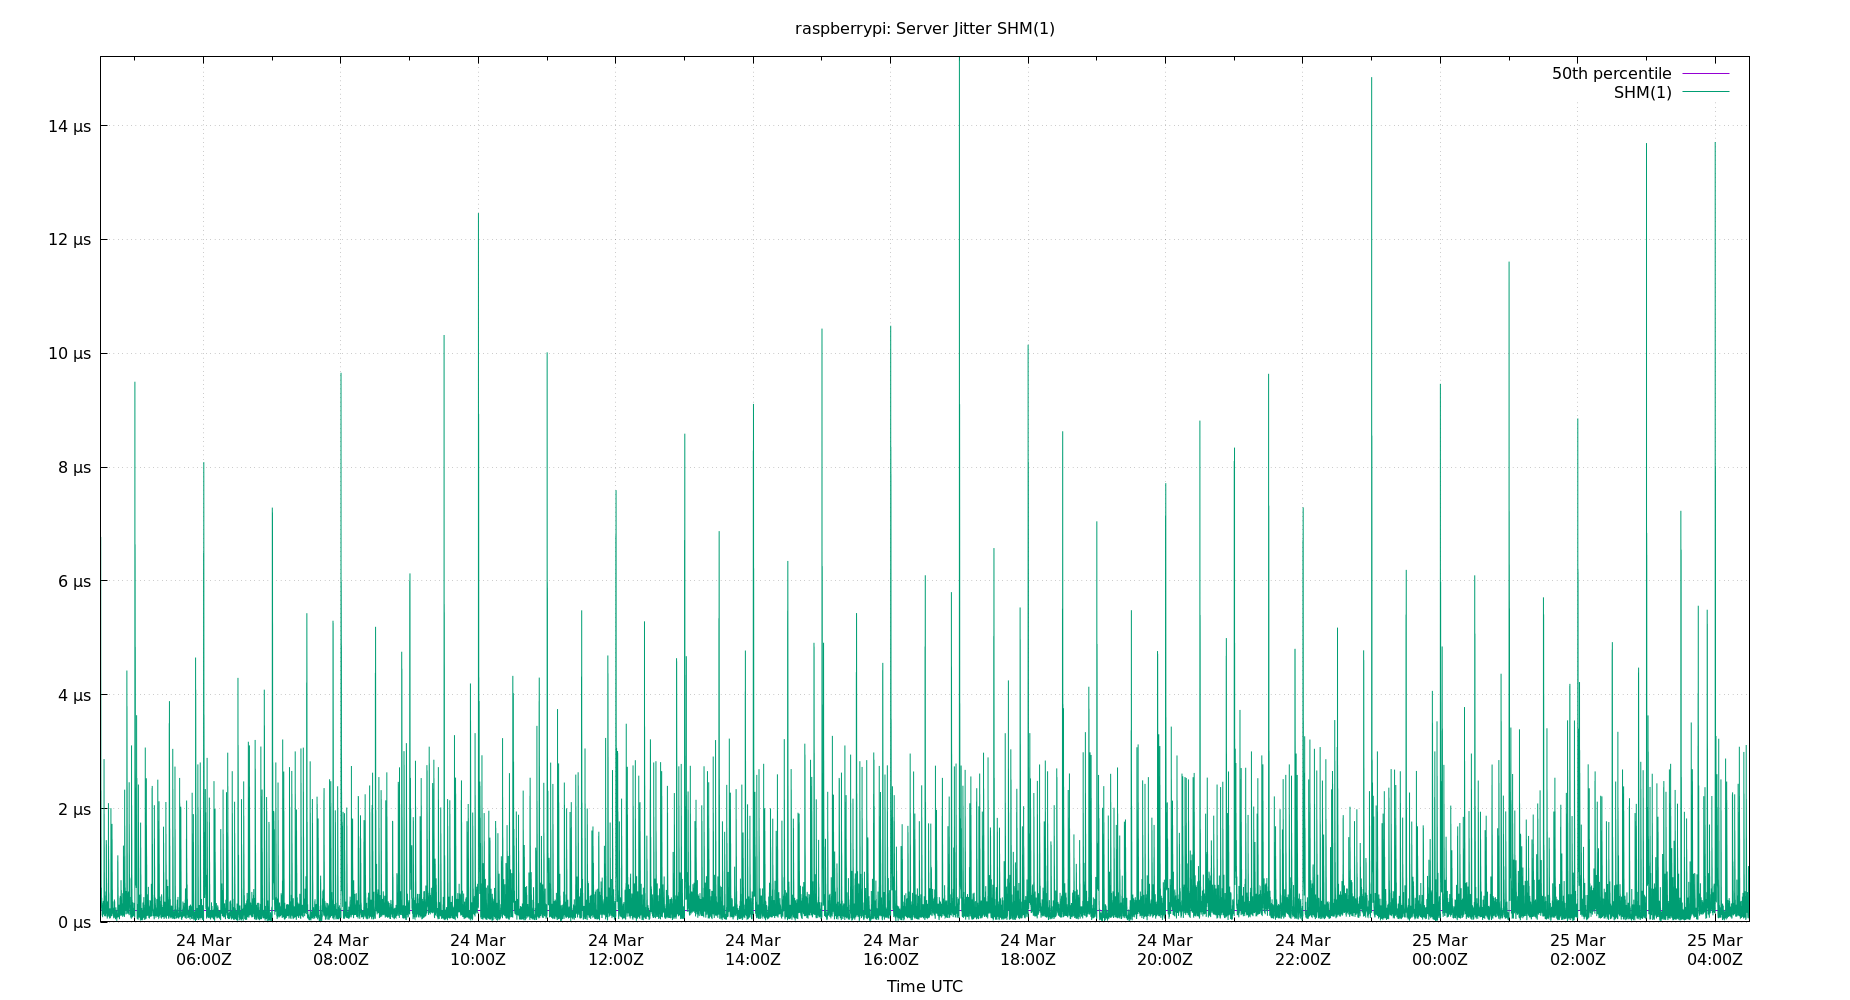 raspberrypi: Server Jitter SHM(1)
50th percentile
SHM(1)
14 µs
12 µs
10 µs
8 µs
6 µs
4 µs
2 µs
0 µs
24 Mar 24 Mar 24 Mar 24 Mar 24 Mar 24 Mar 24 Mar 24 Mar 24 Mar 25 Mar 25 Mar 25 Mar
06:00Z 08:00Z 10:00Z 12:00Z 14:00Z 16:00Z 18:00Z 20:00Z 22:00Z 00:00Z 02:00Z 04:00Z
Time UTC